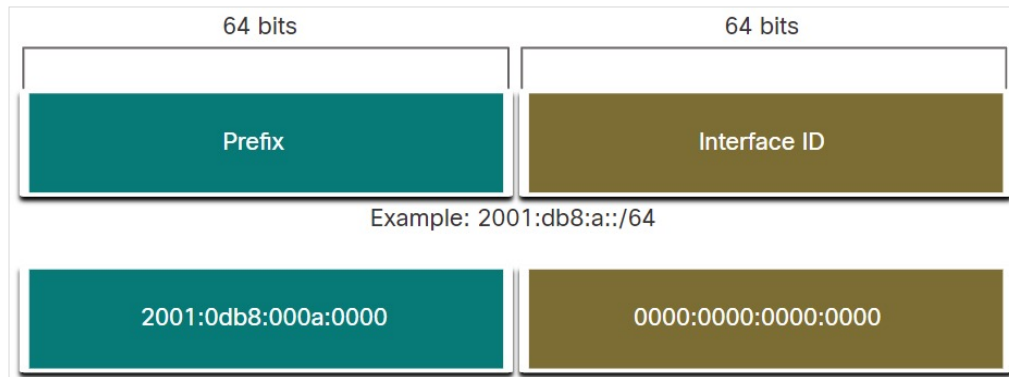 64 bits 64 bits
Prefix Interface ID
Example: 2001:db8:a::/64
2001:0db8:000a:0000 0000:0000:0000:0000